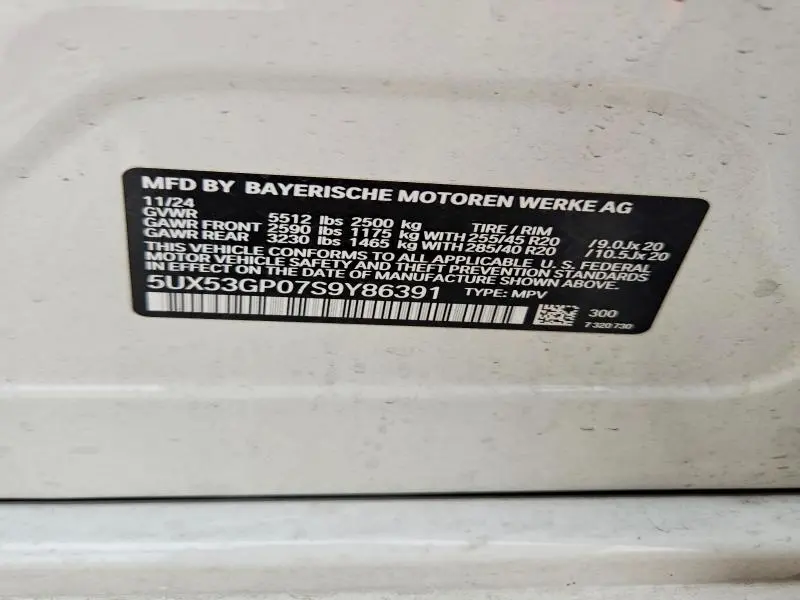 MFD BY BAYERISCHE MOTOREN WERKE AG
11/24
GVWR 5512 lbs 2500 kg TIRE / RIM
GAWR FRONT 2590 lbs 1175 kg WITH 255/45 R20 /9.0Jx20
GAWR REAR 3230 lbs 1465 kg WITH 285/40 R20 /10.5Jx20
THIS VEHICLE CONFORMS TO ALL APPLICABLE U. S. FEDERAL
MOTOR VEHICLE SAFETY AND THEFT PREVENTION STANDARDS
IN EFFECT ON THE DATE OF MANUFACTURE SHOWN ABOVE.
5UX53GP07S9Y86391 TYPE: MPV
300
7 320 730